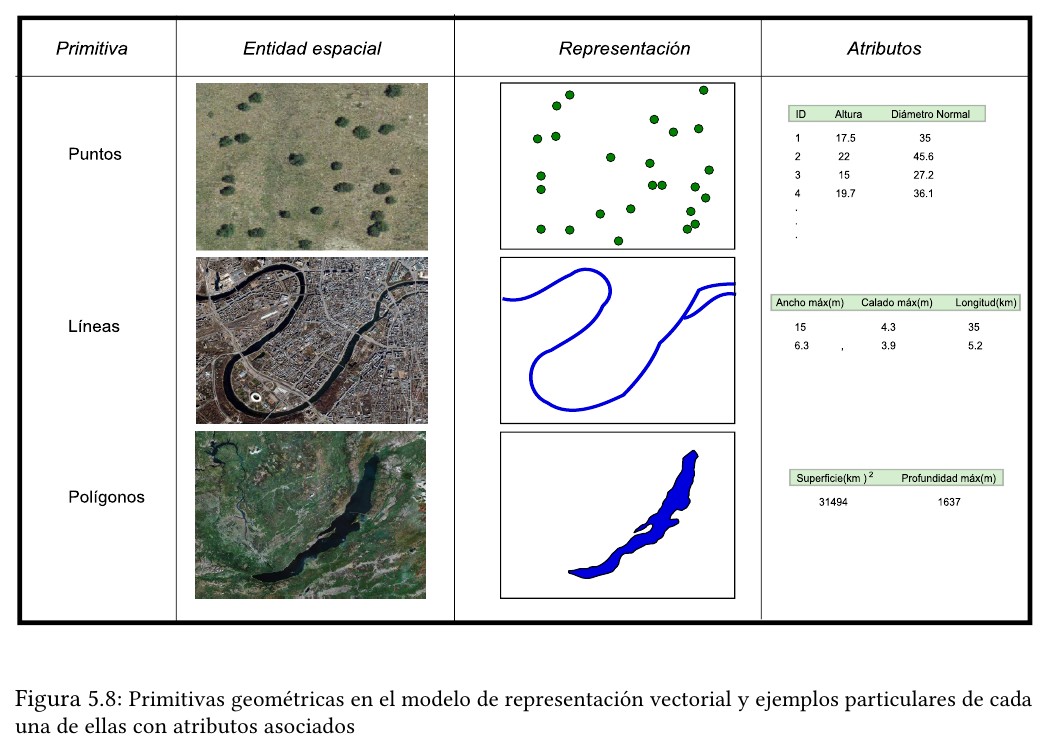 Primitiva Entidad espacial Representación Atributos
Puntos
ID Altura Diámetro Normal
1 17.5 35
2 22 45.6
3 15 27.2
4 19.7 36.1
.
.
.
Líneas
Ancho máx(m) Calado máx(m) Longitud(km)
15 4.3 35
6.3 , 3.9 5.2
Polígonos
Superficie(km )² Profundidad máx(m)
31494 1637
Figura 5.8: Primitivas geométricas en el modelo de representación vectorial y ejemplos particulares de cada
una de ellas con atributos asociados